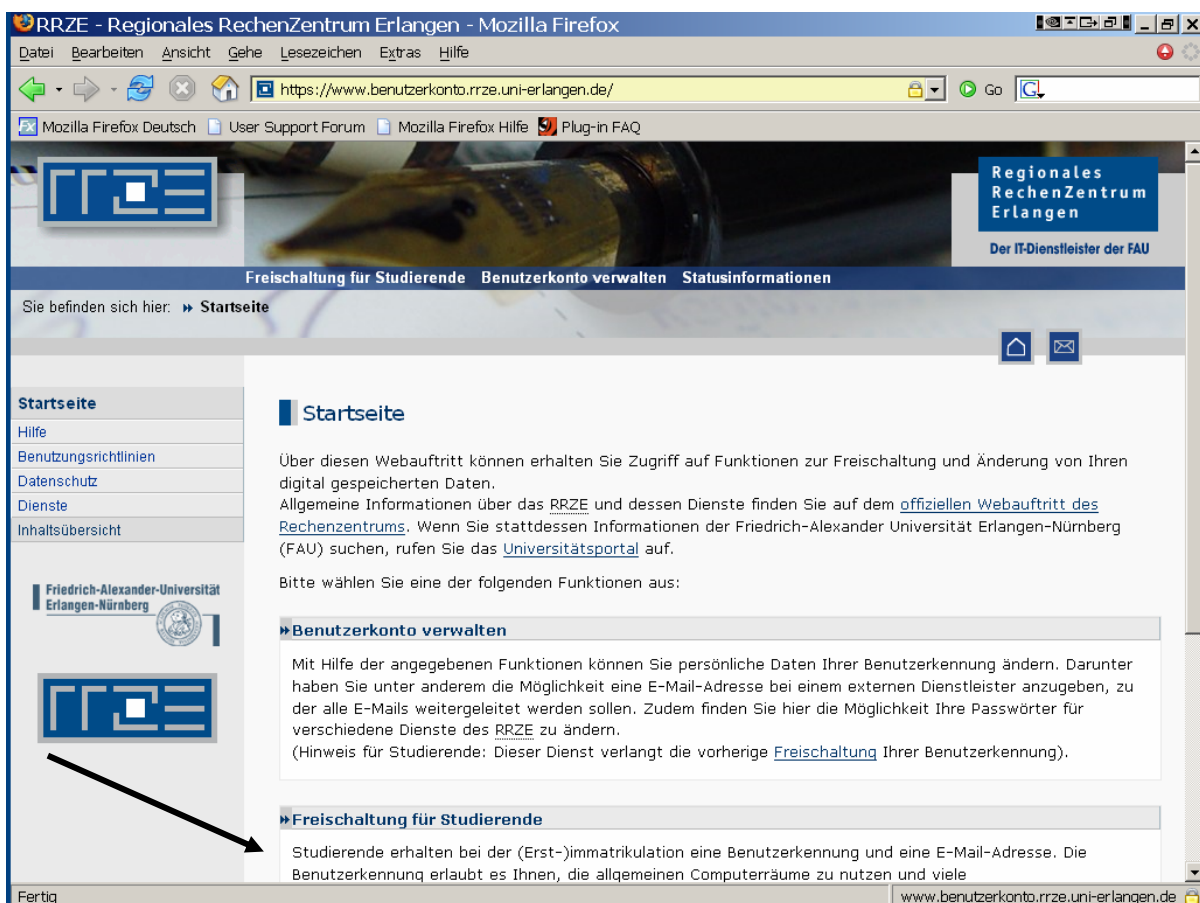 RRZE - Regionales RechenZentrum Erlangen - Mozilla Firefox
Datei Bearbeiten Ansicht Gehe Lesezeichen Extras Hilfe
https://www.benutzerkonto.rrze.uni-erlangen.de/ Go
Mozilla Firefox Deutsch User Support Forum Mozilla Firefox Hilfe Plug-in FAQ
rrzE
Regionales
RechenZentrum
Erlangen
Der IT-Dienstleister der FAU
Freischaltung für Studierende Benutzerkonto verwalten Statusinformationen
Sie befinden sich hier: » Startseite
Startseite
Hilfe
Benutzungsrichtlinien
Datenschutz
Dienste
Inhaltsübersicht
Friedrich-Alexander-Universität
Erlangen-Nürnberg
rrzE
Startseite
Über diesen Webauftritt können erhalten Sie Zugriff auf Funktionen zur Freischaltung und Änderung von Ihren
digital gespeicherten Daten.
Allgemeine Informationen über das RRZE und dessen Dienste finden Sie auf dem offiziellen Webauftritt des
Rechenzentrums. Wenn Sie stattdessen Informationen der Friedrich-Alexander Universität Erlangen-Nürnberg
(FAU) suchen, rufen Sie das Universitätsportal auf.
Bitte wählen Sie eine der folgenden Funktionen aus:
»Benutzerkonto verwalten
Mit Hilfe der angegebenen Funktionen können Sie persönliche Daten Ihrer Benutzerkennung ändern. Darunter
haben Sie unter anderem die Möglichkeit eine E-Mail-Adresse bei einem externen Dienstleister anzugeben, zu
der alle E-Mails weitergeleitet werden sollen. Zudem finden Sie hier die Möglichkeit Ihre Passwörter für
verschiedene Dienste des RRZE zu ändern.
(Hinweis für Studierende: Dieser Dienst verlangt die vorherige Freischaltung Ihrer Benutzerkennung).
»Freischaltung für Studierende
Studierende erhalten bei der (Erst-)immatrikulation eine Benutzerkennung und eine E-Mail-Adresse. Die
Benutzerkennung erlaubt es Ihnen, die allgemeinen Computerräume zu nutzen und viele
Fertig www.benutzerkonto.rrze.uni-erlangen.de